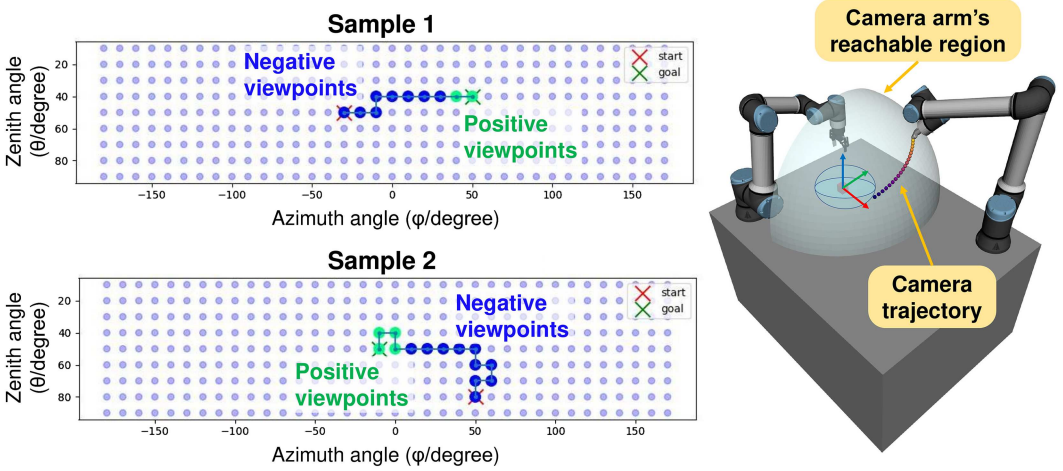 Sample 1
Zenith angle
(θ/degree)
20
40
60
80
Negative
viewpoints
Positive
viewpoints
start
goal
−150
−100
−50
0
50
100
150
Azimuth angle (φ/degree)
Sample 2
Zenith angle
(θ/degree)
20
40
60
80
Negative
viewpoints
Positive
viewpoints
start
goal
−150
−100
−50
0
50
100
150
Azimuth angle (φ/degree)
Camera arm's
reachable region
Camera
trajectory